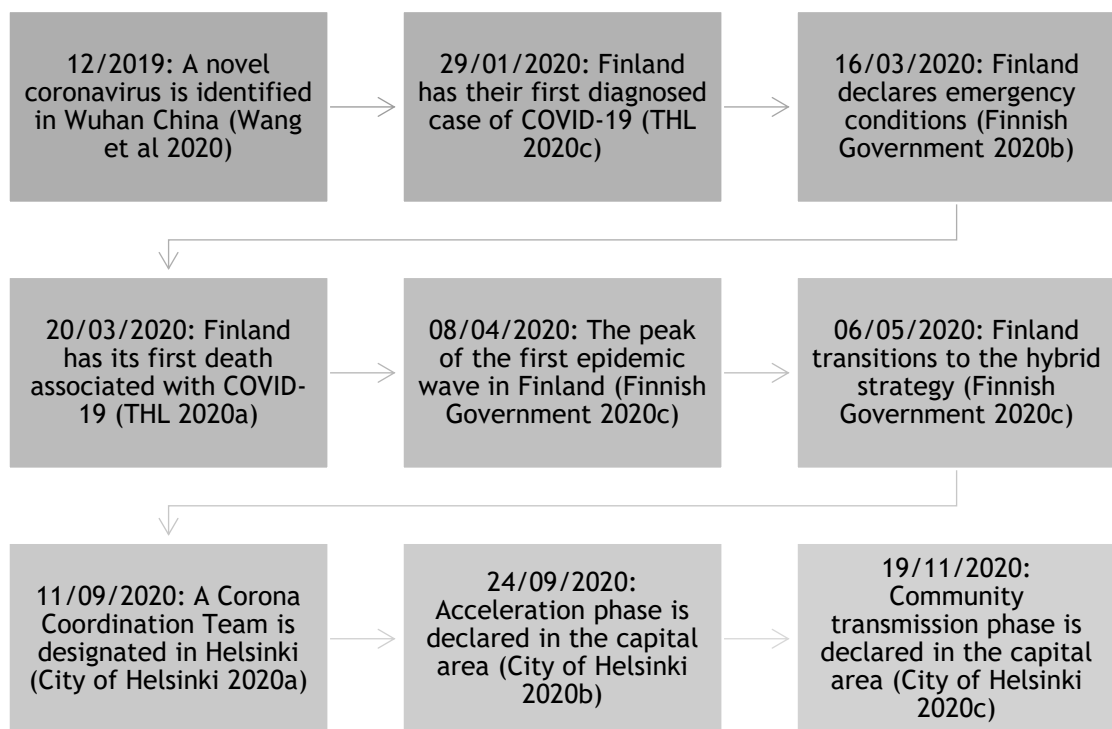 12/2019: A novel
coronavirus is identified
in Wuhan China (Wang
et al 2020)
29/01/2020: Finland
has their first diagnosed
case of COVID-19 (THL
2020c)
16/03/2020: Finland
declares emergency
conditions (Finnish
Government 2020b)
20/03/2020: Finland
has its first death
associated with COVID-
19 (THL 2020a)
08/04/2020: The peak
of the first epidemic
wave in Finland (Finnish
Government 2020c)
06/05/2020: Finland
transitions to the hybrid
strategy (Finnish
Government 2020c)
11/09/2020: A Corona
Coordination Team is
designated in Helsinki
(City of Helsinki 2020a)
24/09/2020:
Acceleration phase is
declared in the capital
area (City of Helsinki
2020b)
19/11/2020:
Community
transmission phase is
declared in the capital
area (City of Helsinki
2020c)